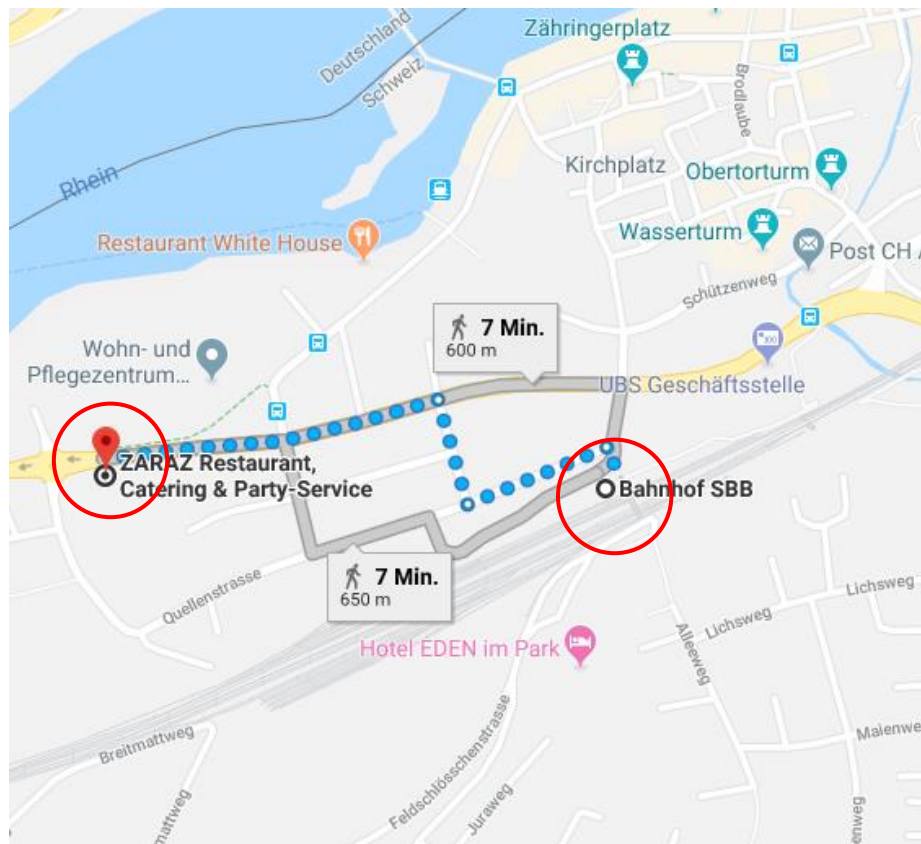 Zähringerplatz
Deutschland
Schweiz
Brodlaube
Rhein
Kirchplatz
Obertorturm
Restaurant White House
Wasserturm
Post CH
Schützenweg
7 Min.
600 m
Wohn- und
Pflegezentrum...
UBS Geschäftsstelle
ZARAZ Restaurant,
Catering & Party-Service
Bahnhof SBB
7 Min.
650 m
Quellenstrasse
Lichsweg
Lichsweg
Alleeweg
Hotel EDEN im Park
Breitmattweg
Feldschlösschenstrasse
Juraweg